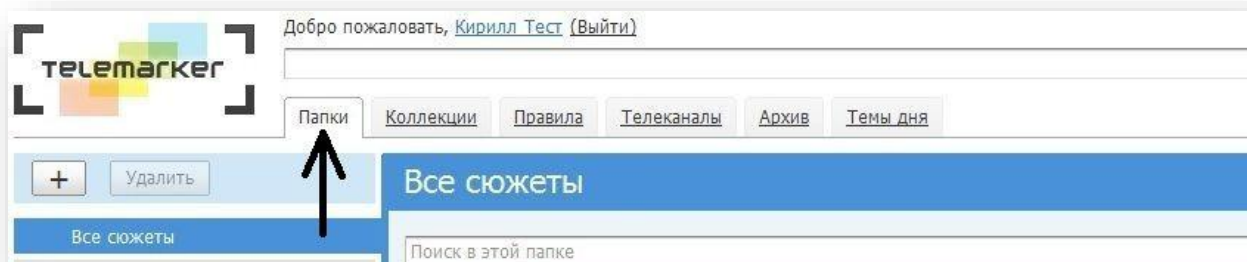 Добро пожаловать, Кирилл Тест (Выйти)
TELEMARKER
Папки Коллекции Правила Телеканалы Архив Темы дня
+ Удалить
Все сюжеты
Все сюжеты
Поиск в этой папке